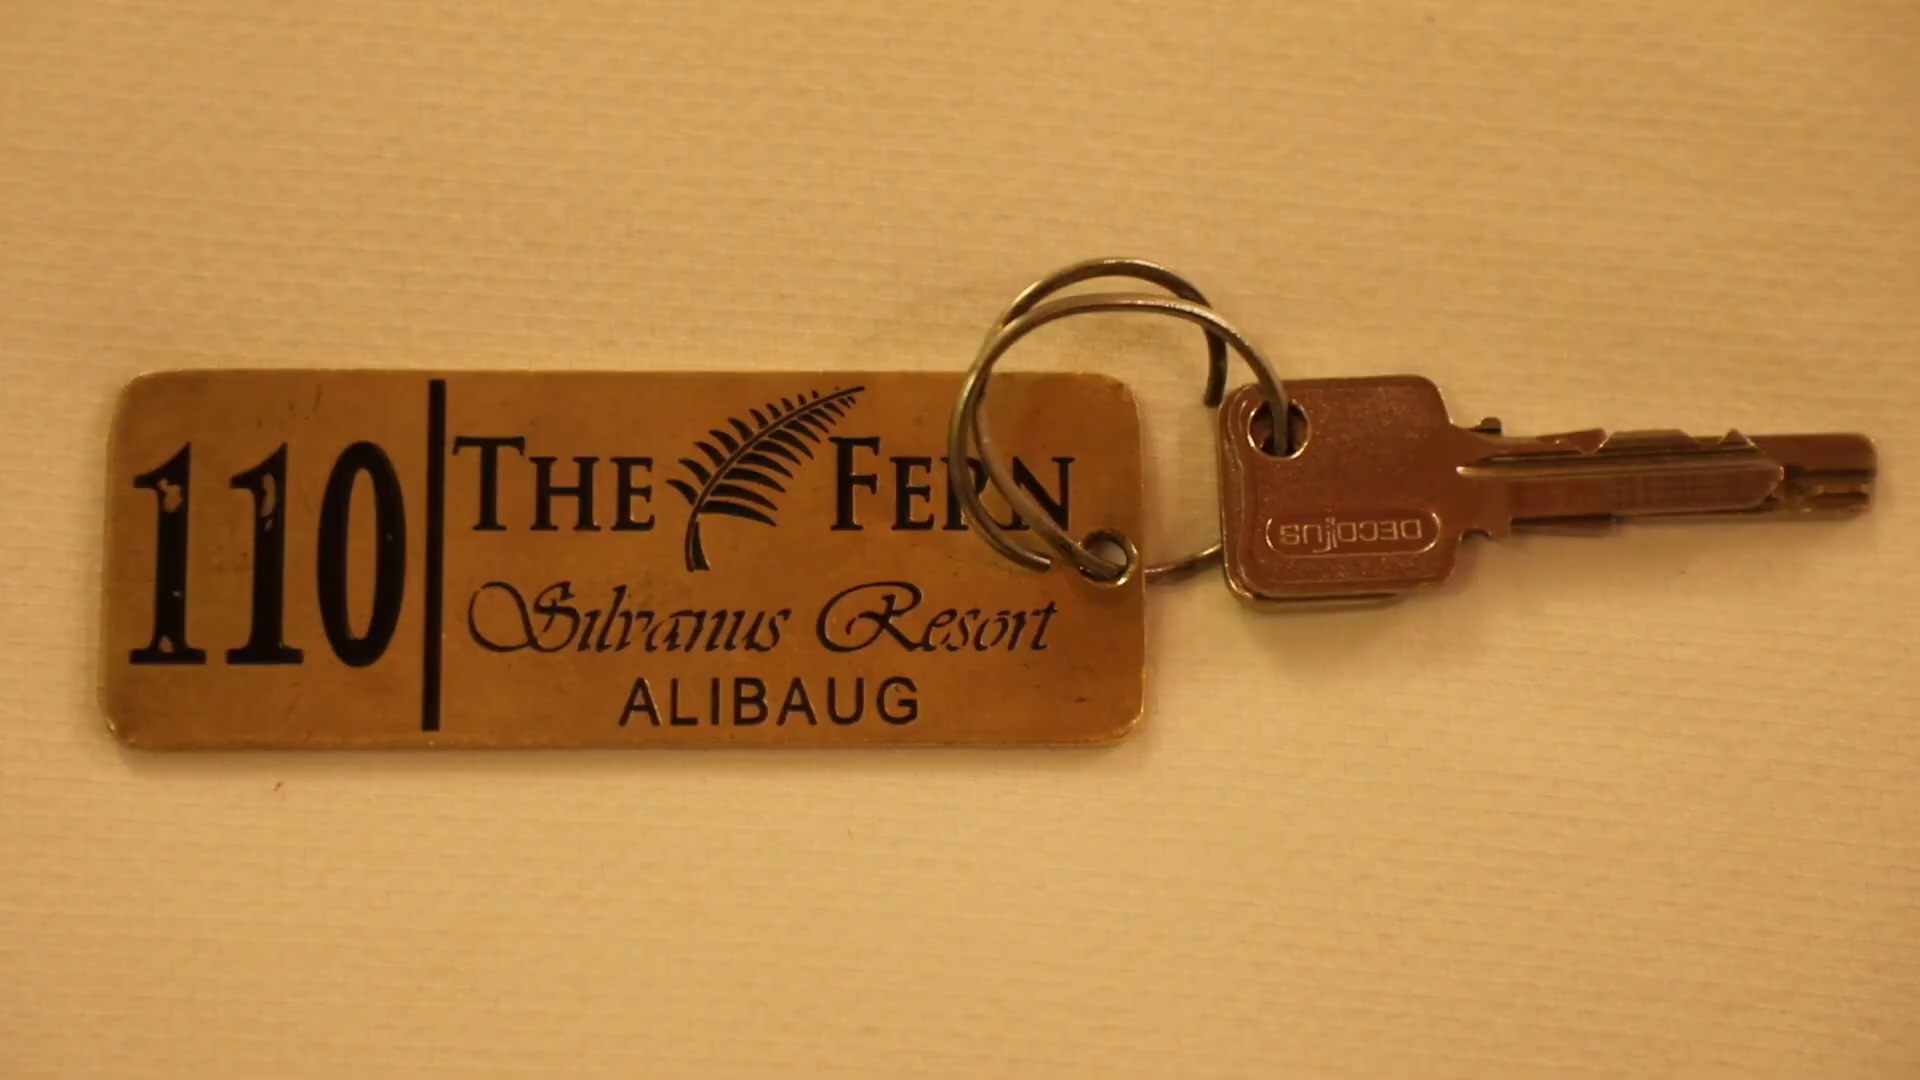 110
THE FERN
Silvanus Resort
ALIBAUG
DECOjUS